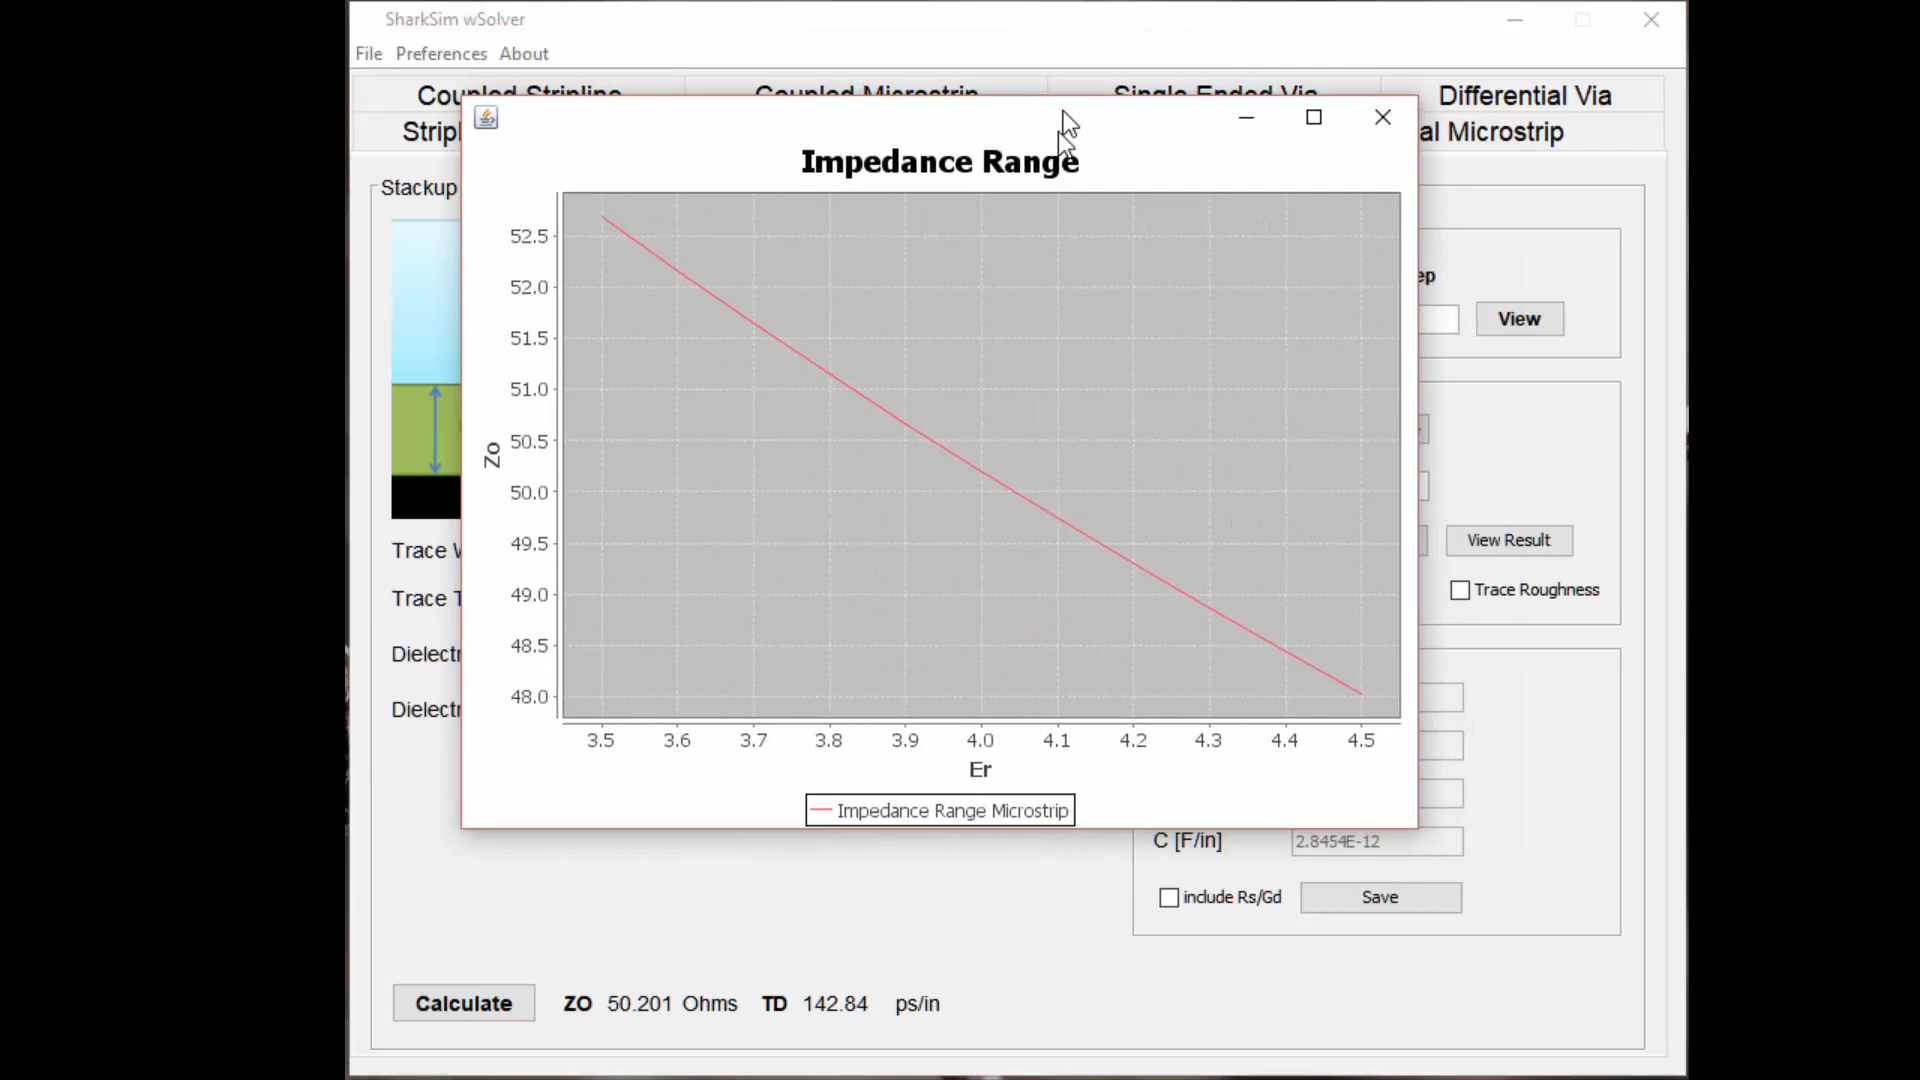 SharkSim wSolver
File Preferences About
Differential Via
al Microstrip
Impedance Range
Stackup
52.5
52.0
51.5
51.0
50.5
50.0
49.5
49.0
48.5
48.0
Zo
3.5 3.6 3.7 3.8 3.9 4.0 4.1 4.2 4.3 4.4 4.5
Er
Impedance Range Microstrip
ep
View
View Result
Trace Roughness
Trace
Trace
C [F/in] 2.8454E-12
include Rs/Gd Save
Calculate ZO 50.201 Ohms TD 142.84 ps/in